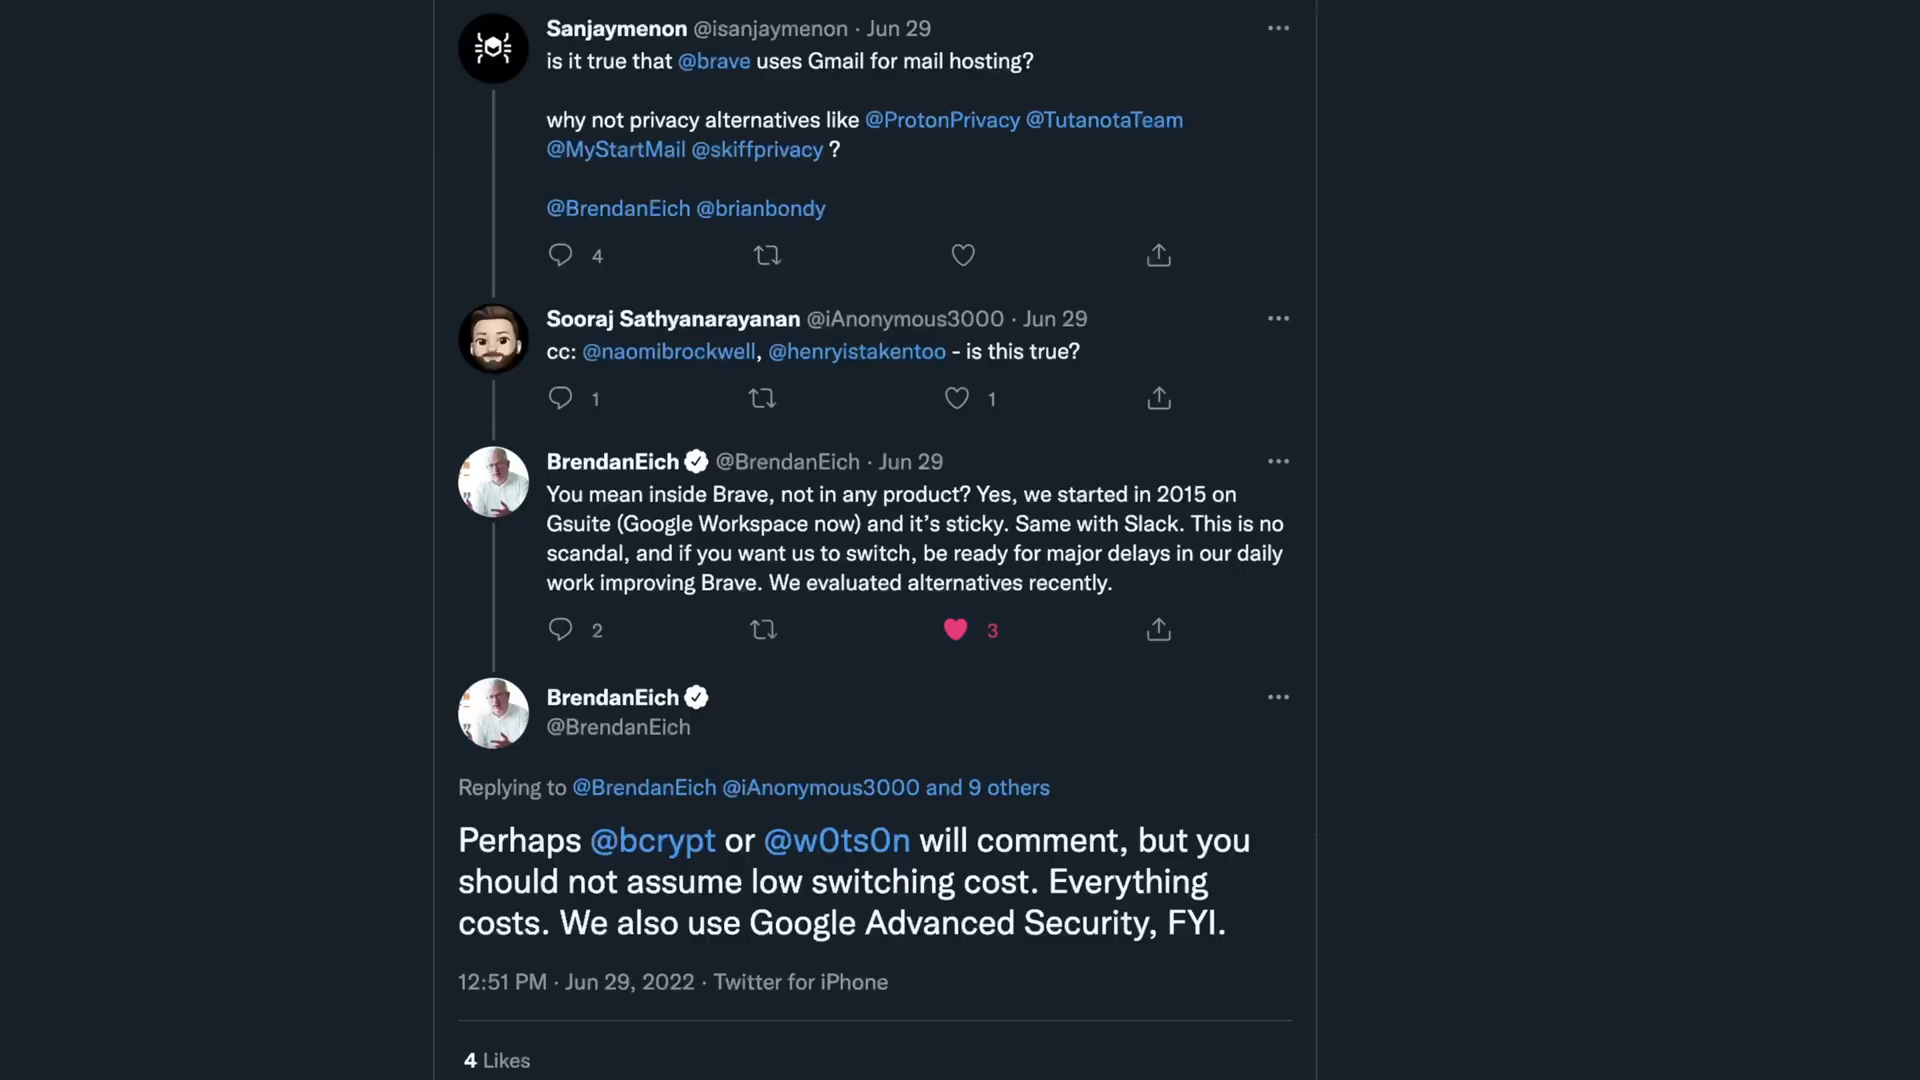 Sanjaymenon @isanjaymenon · Jun 29
is it true that @brave uses Gmail for mail hosting?
why not privacy alternatives like @ProtonPrivacy @TutanotaTeam
@MyStartMail @skiffprivacy ?
@BrendanEich @brianbondy
4
Sooraj Sathyanarayanan @iAnonymous3000 · Jun 29
cc: @naomibrockwell, @henryistakentoo - is this true?
1 1
BrendanEich @BrendanEich · Jun 29
You mean inside Brave, not in any product? Yes, we started in 2015 on
Gsuite (Google Workspace now) and it’s sticky. Same with Slack. This is no
scandal, and if you want us to switch, be ready for major delays in our daily
work improving Brave. We evaluated alternatives recently.
2 3
BrendanEich
@BrendanEich
Replying to @BrendanEich @iAnonymous3000 and 9 others
Perhaps @bcrypt or @w0ts0n will comment, but you
should not assume low switching cost. Everything
costs. We also use Google Advanced Security, FYI.
12:51 PM · Jun 29, 2022 · Twitter for iPhone
4 Likes